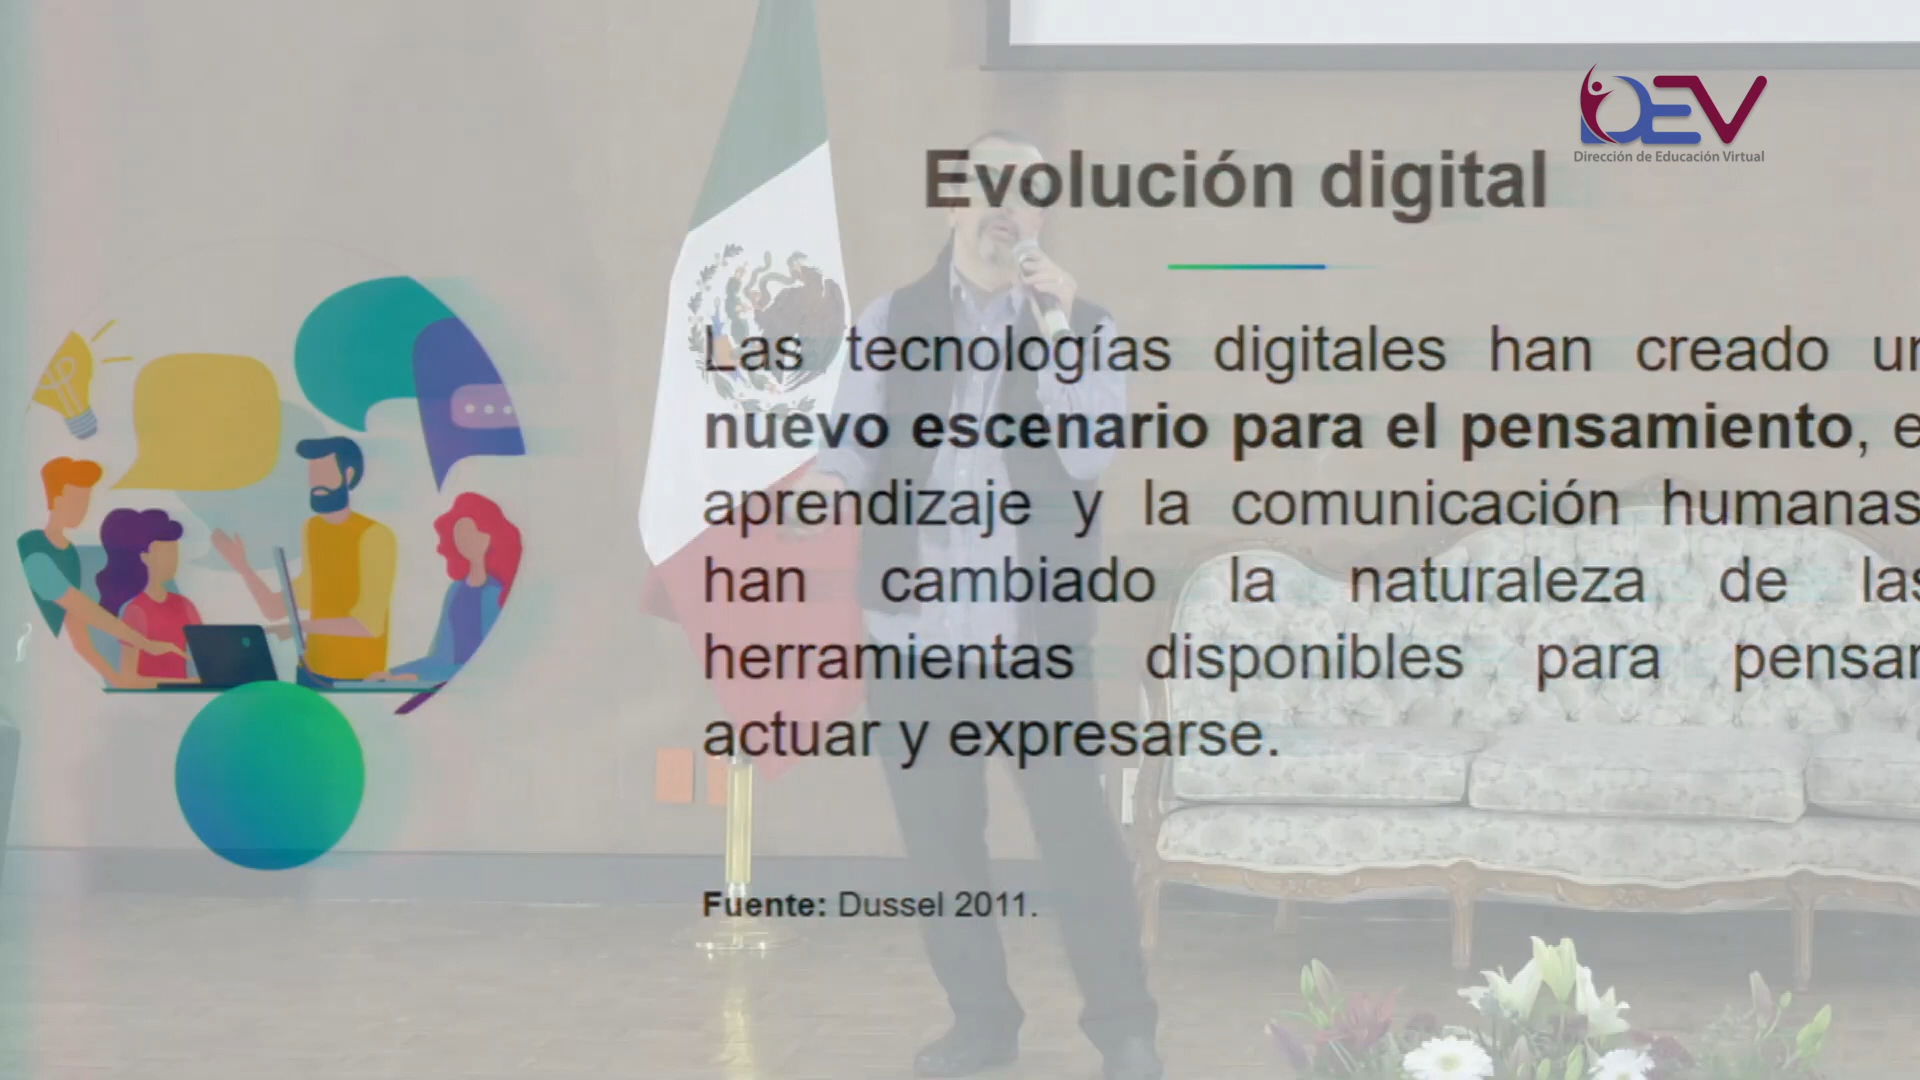 DEV
Dirección de Educación Virtual
Evolución digital
Las tecnologías digitales han creado un
nuevo escenario para el pensamiento, e
aprendizaje y la comunicación humanas
han cambiado la naturaleza de las
herramientas disponibles para pensar
actuar y expresarse.
Fuente: Dussel 2011.